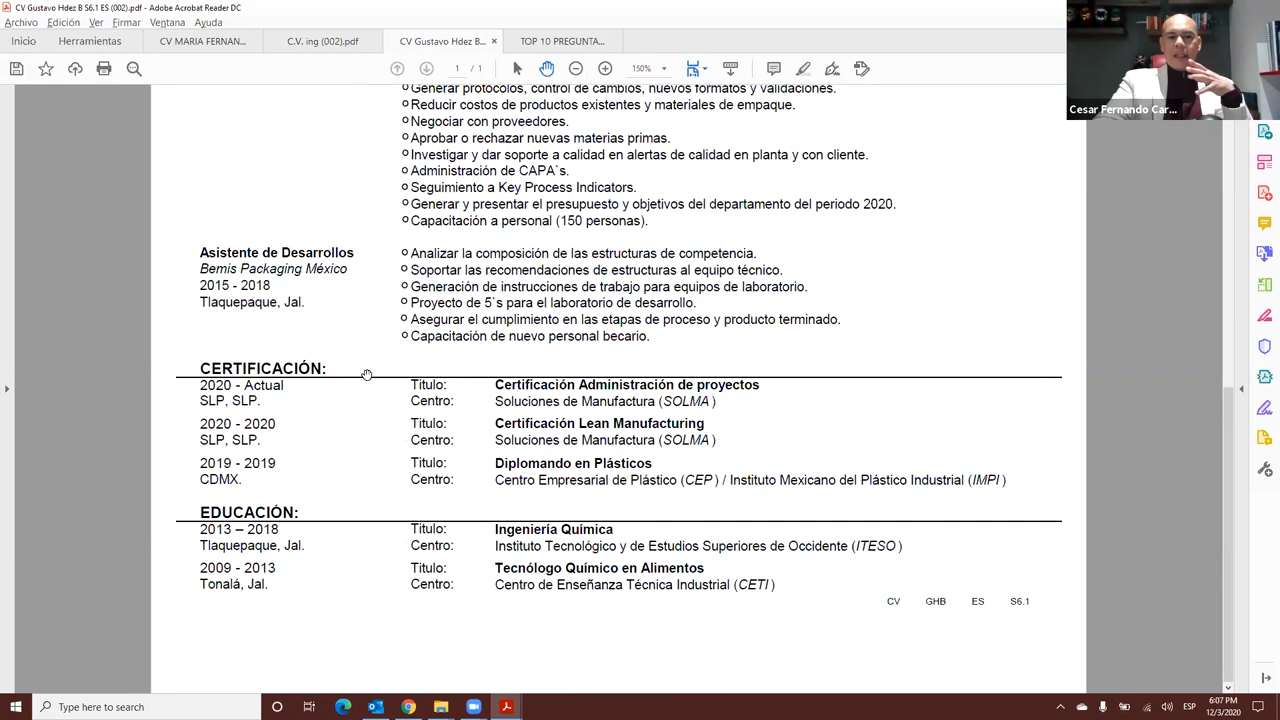 CV Gustavo Hdez B S6.1 ES (002).pdf - Adobe Acrobat Reader DC
Archivo Edición Ver Firmar Ventana Ayuda
Inicio Herramientas CV MARIA FERNAN... C.V. ing (002).pdf CV Gustavo Hdez B... × TOP 10 PREGUNTA...
1 / 1 150%
Cesar Fernando Car...
Generar protocolos, control de cambios, nuevos formatos y validaciones.
Reducir costos de productos existentes y materiales de empaque.
Negociar con proveedores.
Aprobar o rechazar nuevas materias primas.
Investigar y dar soporte a calidad en alertas de calidad en planta y con cliente.
Administración de CAPA`s.
Seguimiento a Key Process Indicators.
Generar y presentar el presupuesto y objetivos del departamento del periodo 2020.
Capacitación a personal (150 personas).
Asistente de Desarrollos
Bemis Packaging México
2015 - 2018
Tlaquepaque, Jal.
Analizar la composición de las estructuras de competencia.
Soportar las recomendaciones de estructuras al equipo técnico.
Generación de instrucciones de trabajo para equipos de laboratorio.
Proyecto de 5`s para el laboratorio de desarrollo.
Asegurar el cumplimiento en las etapas de proceso y producto terminado.
Capacitación de nuevo personal becario.
CERTIFICACIÓN:
2020 - Actual Titulo: Certificación Administración de proyectos
SLP, SLP. Centro: Soluciones de Manufactura (SOLMA)
2020 - 2020 Titulo: Certificación Lean Manufacturing
SLP, SLP. Centro: Soluciones de Manufactura (SOLMA)
2019 - 2019 Titulo: Diplomando en Plásticos
CDMX. Centro: Centro Empresarial de Plástico (CEP) / Instituto Mexicano del Plástico Industrial (IMPI)
EDUCACIÓN:
2013 – 2018 Titulo: Ingeniería Química
Tlaquepaque, Jal. Centro: Instituto Tecnológico y de Estudios Superiores de Occidente (ITESO)
2009 - 2013 Titulo: Tecnólogo Químico en Alimentos
Tonalá, Jal. Centro: Centro de Enseñanza Técnica Industrial (CETI)
CV GHB ES S6.1
Type here to search
ESP
6:07 PM
12/3/2020